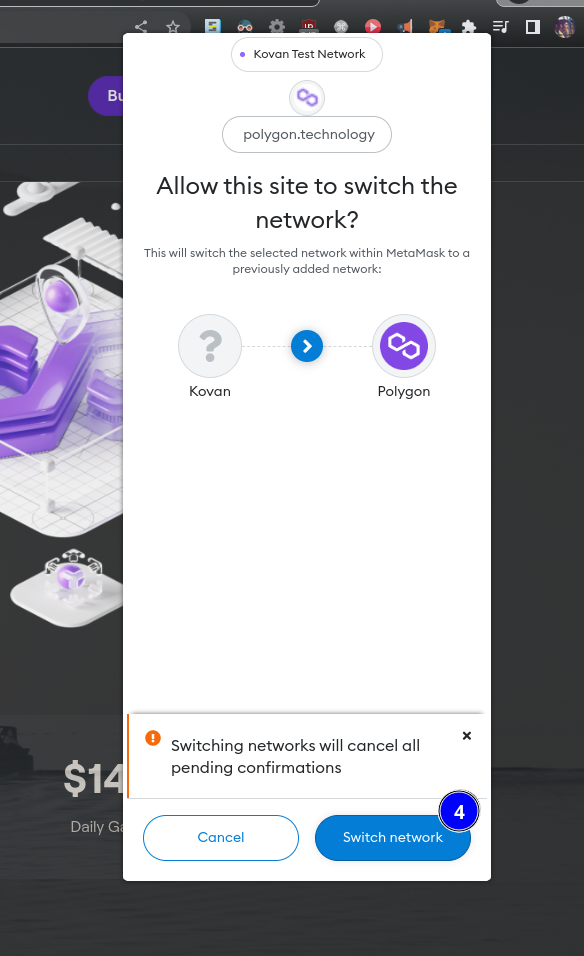 Kovan Test Network
polygon.technology
Allow this site to switch the
network?
This will switch the selected network within MetaMask to a
previously added network:
?
Kovan
Polygon
Switching networks will cancel all
pending confirmations
Cancel
Switch network
4
Bu
$14
Daily Ga